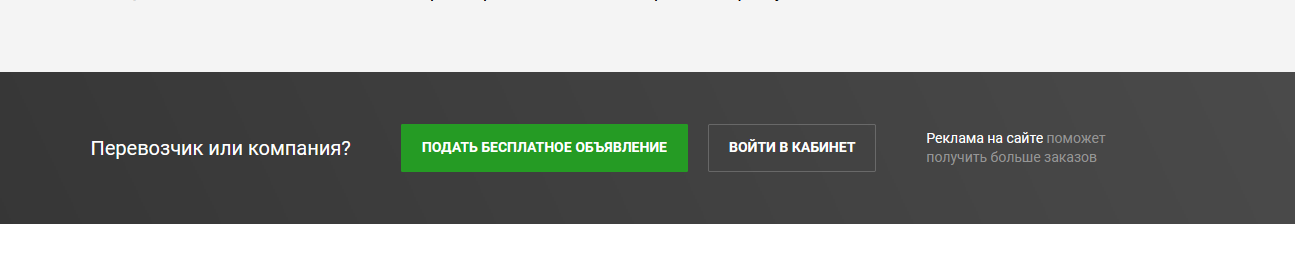 Перевозчик или компания?
ПОДАТЬ БЕСПЛАТНОЕ ОБЪЯВЛЕНИЕ
ВОЙТИ В КАБИНЕТ
Реклама на сайте поможет
получить больше заказов